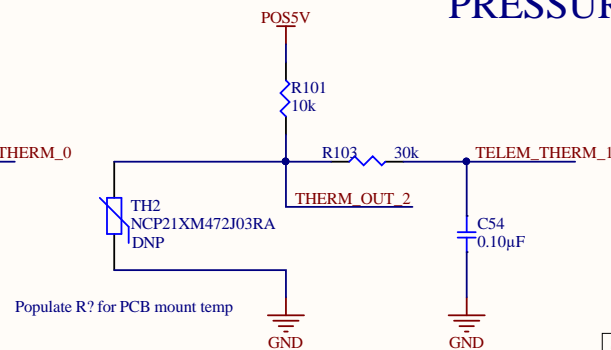 PRESSUR
POS5V
R101
10k
THERM_0
R103 30k
TELEM_THERM_1
THERM_OUT_2
TH2
NCP21XM472J03RA
DNP
C54
0.10µF
Populate R? for PCB mount temp
GND
GND